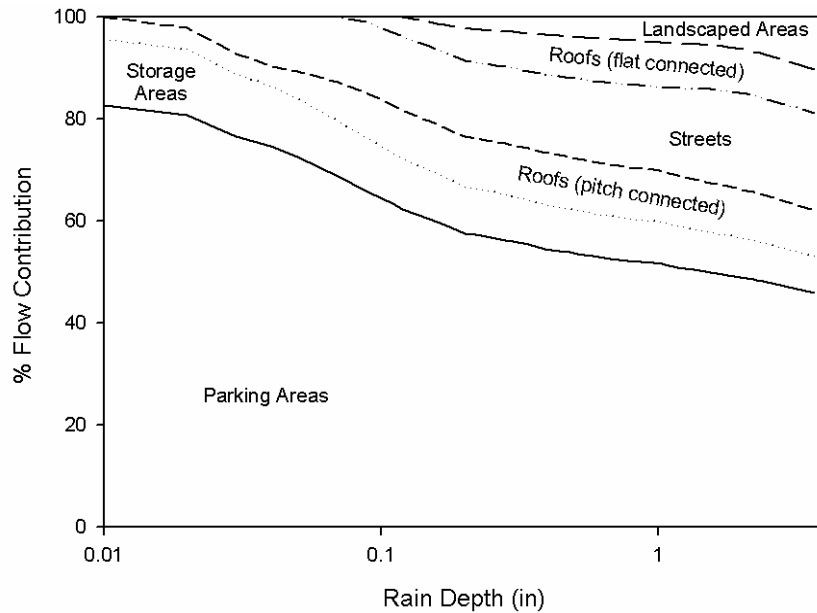 100
80
60
40
20
0
% Flow Contribution
Landscaped Areas
Roofs (flat connected)
Storage
Areas
Streets
Roofs (pitch connected)
Parking Areas
0.01
0.1
1
Rain Depth (in)